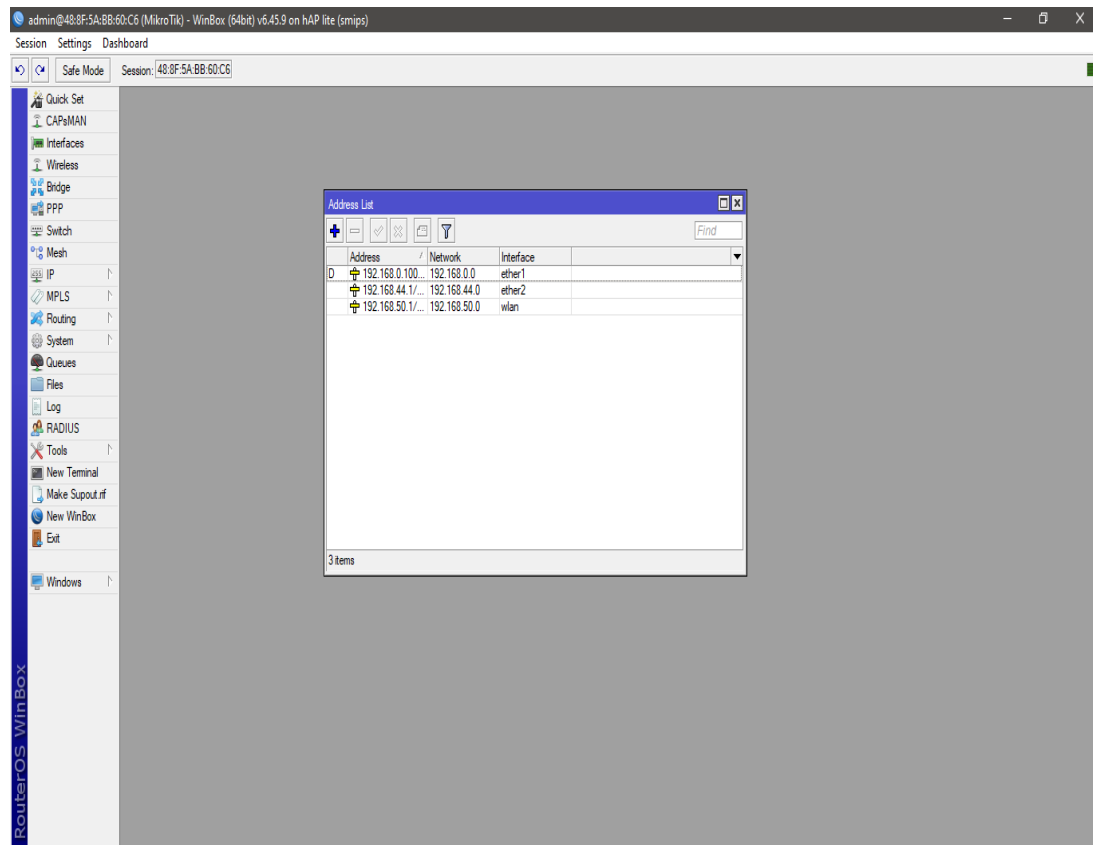 admin@48:8F:5A:BB:60:C6 (MikroTik) - WinBox (64bit) v6.45.9 on hAP lite (smips)
Session Settings Dashboard
Safe Mode Session: 48:8F:5A:BB:60:C6
Quick Set
CAPsMAN
Interfaces
Wireless
Bridge
PPP
Switch
Mesh
IP
MPLS
Routing
System
Queues
Files
Log
RADIUS
Tools
New Terminal
Make Supout.rif
New WinBox
Exit
Windows
RouterOS WinBox
Address List
Find
Address Network Interface
D 192.168.0.100... 192.168.0.0 ether1
192.168.44.1/... 192.168.44.0 ether2
192.168.50.1/... 192.168.50.0 wlan
3 items